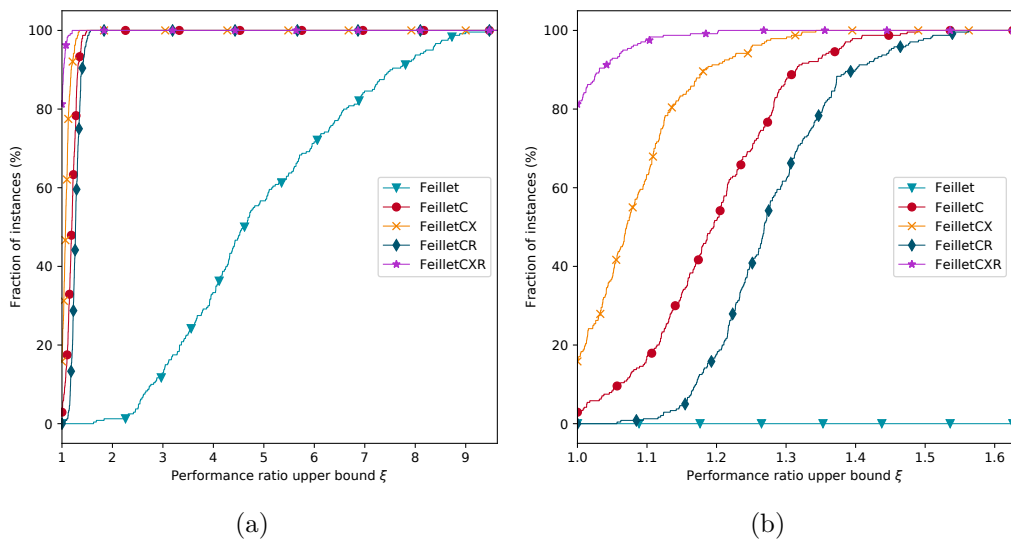 100
80
60
40
20
0
Fraction of instances (%)
1 2 3 4 5 6 7 8 9
Performance ratio upper bound ξ
Feillet
FeilletC
FeilletCX
FeilletCR
FeilletCXR
(a)
100
80
60
40
20
0
Fraction of instances (%)
1.0 1.1 1.2 1.3 1.4 1.5 1.6
Performance ratio upper bound ξ
Feillet
FeilletC
FeilletCX
FeilletCR
FeilletCXR
(b)